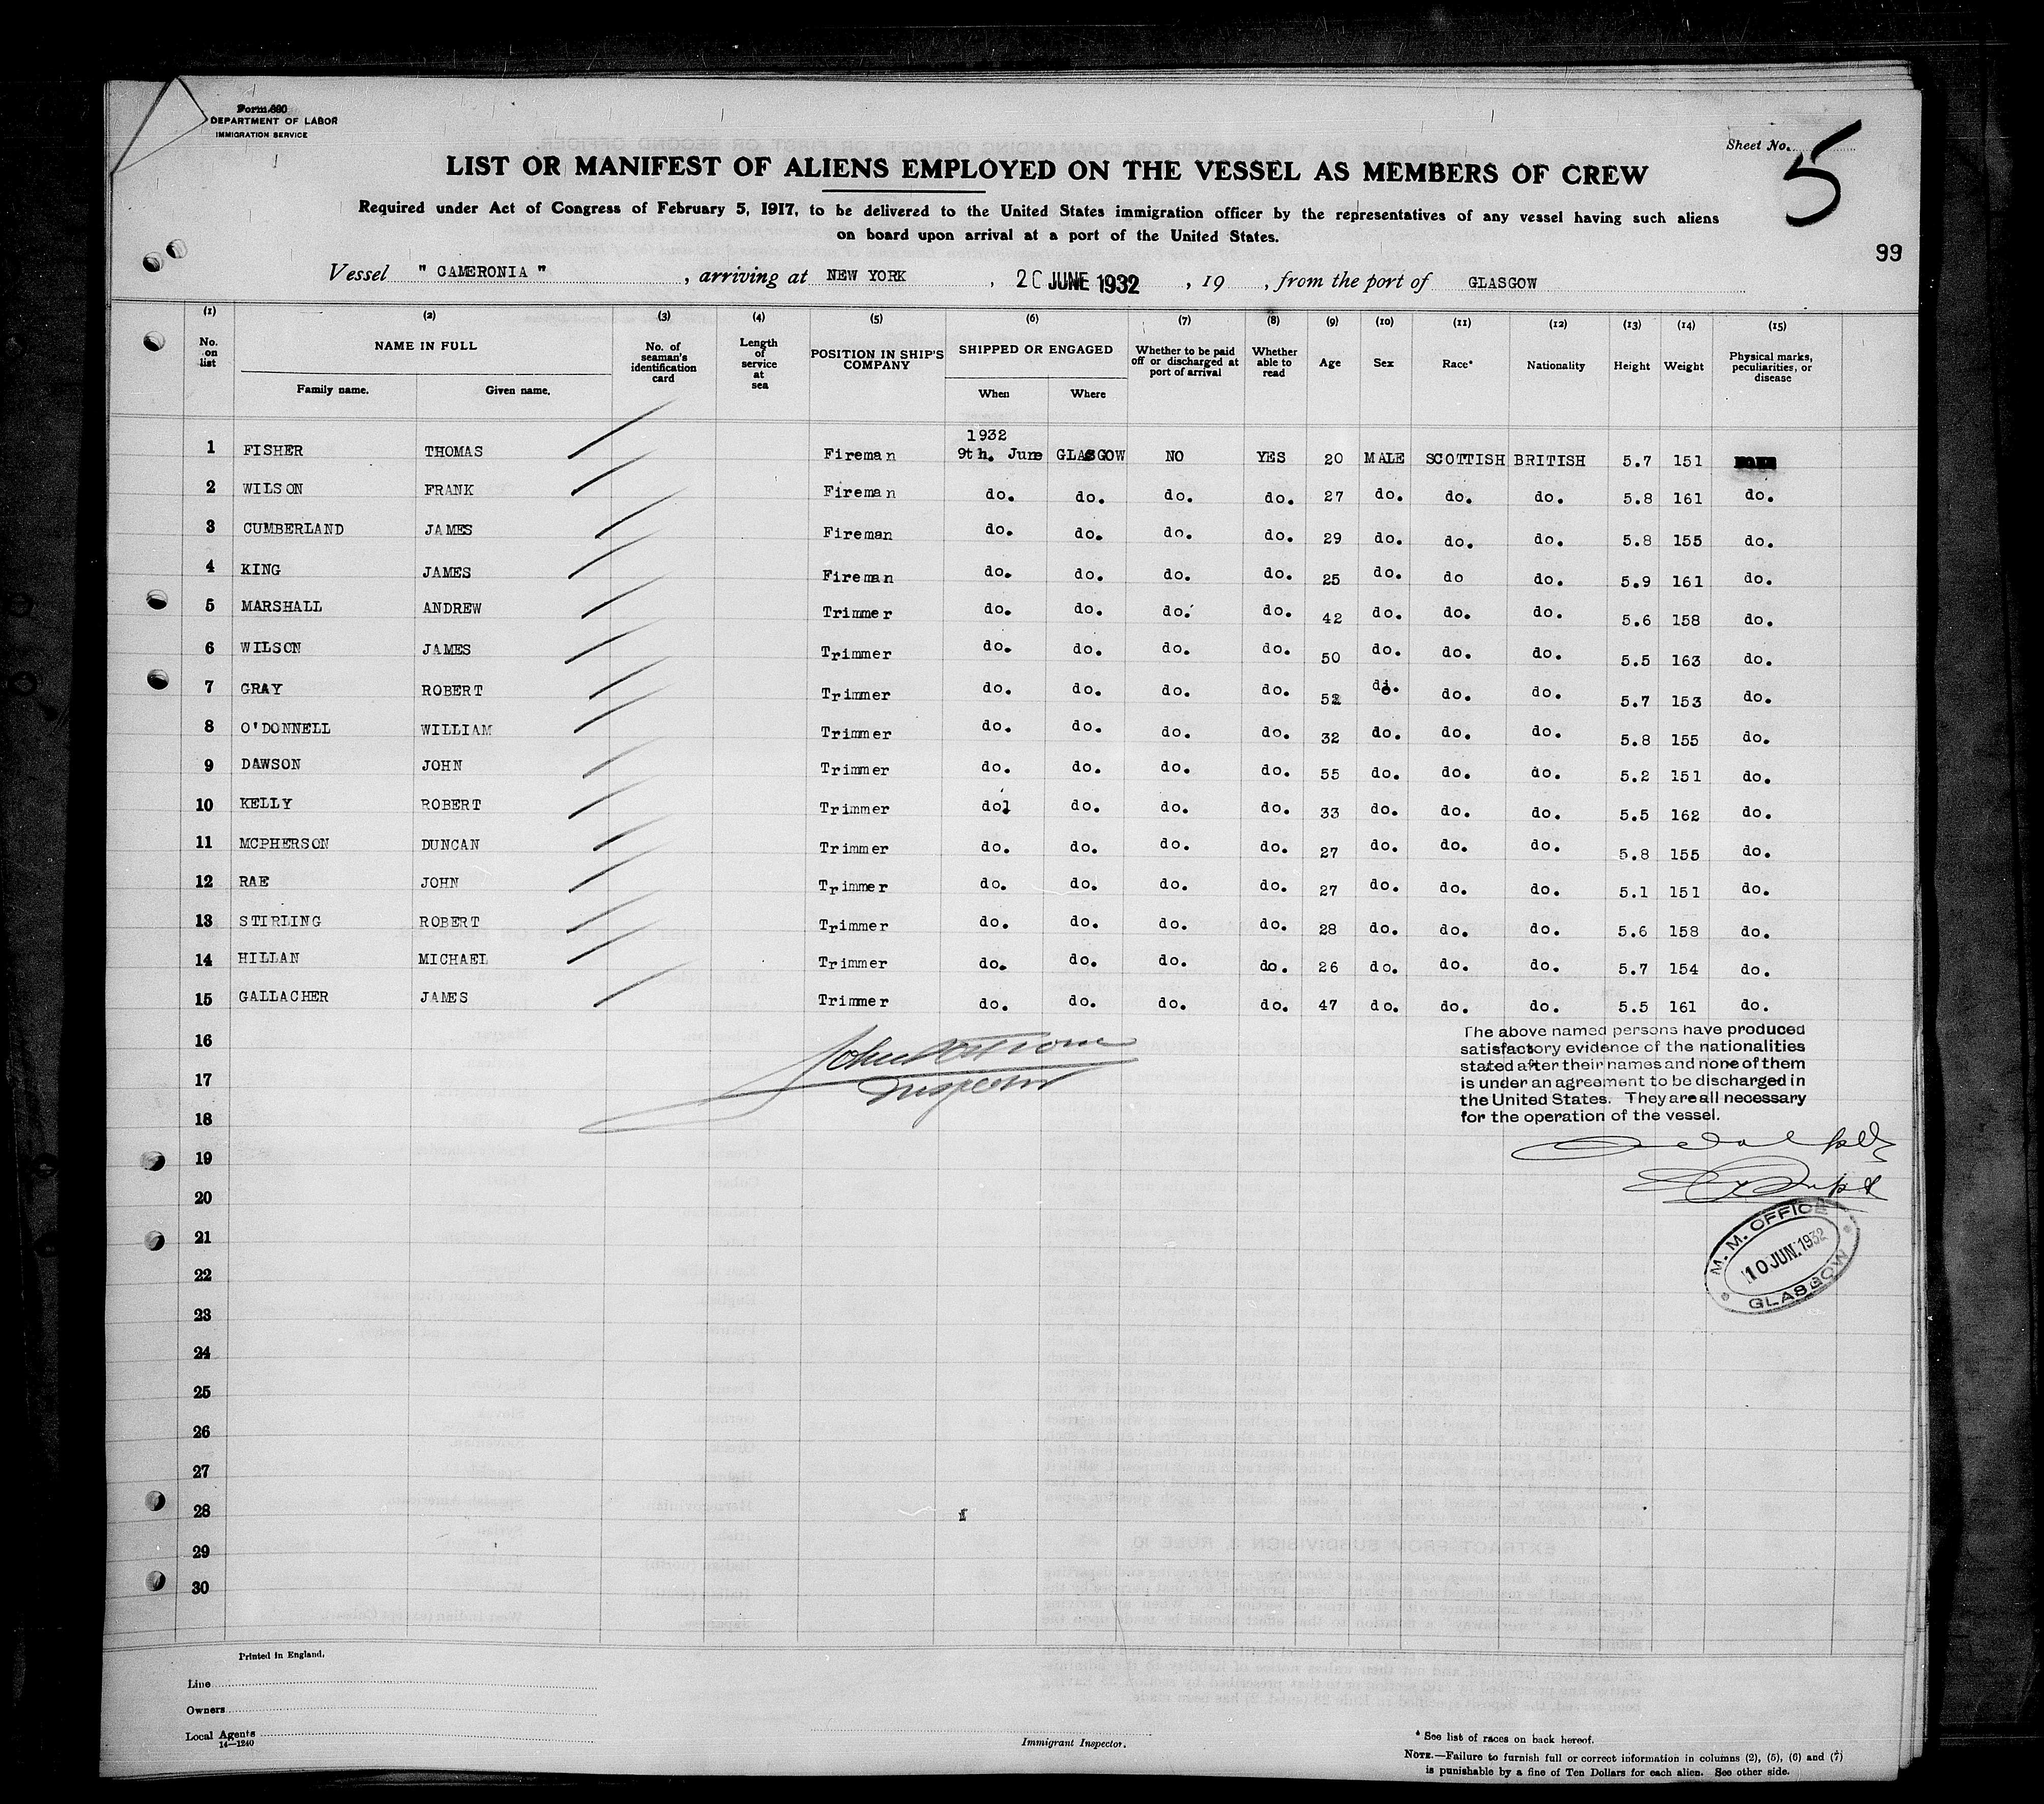 Form 680
DEPARTMENT OF LABOR
IMMIGRATION SERVICE
Sheet No. 5
LIST OR MANIFEST OF ALIENS EMPLOYED ON THE VESSEL AS MEMBERS OF CREW
Required under Act of Congress of February 5, 1917, to be delivered to the United States immigration officer by the representatives of any vessel having such aliens
on board upon arrival at a port of the United States.
99
Vessel " CAMERONIA ", arriving at NEW YORK, 20 JUNE 1932, 19 , from the port of GLASGOW
(1) (2) (3) (4) (5) (6) (7) (8) (9) (10) (11) (12) (13) (14) (15)
No. on list NAME IN FULL Family name. Given name. No. of seaman's identification card Length of service at sea POSITION IN SHIP'S COMPANY SHIPPED OR ENGAGED When Where Whether to be paid off or discharged at port of arrival Whether able to read Age Sex Race* Nationality Height Weight Physical marks, peculiarities, or disease
1932
1 FISHER THOMAS Fireman 9th. June GLASGOW NO YES 20 MALE SCOTTISH BRITISH 5.7 151
2 WILSON FRANK Fireman do. do. do. do. 27 do. do. do. 5.8 161 do.
3 CUMBERLAND JAMES Fireman do. do. do. do. 29 do. do. do. 5.8 155 do.
4 KING JAMES Fireman do. do. do. do. 25 do. do do. 5.9 161 do.
5 MARSHALL ANDREW Trimmer do. do. do. do. 42 do. do. do. 5.6 158 do.
6 WILSON JAMES Trimmer do. do. do. do. 50 do. do. do. 5.5 163 do.
7 GRAY ROBERT Trimmer do. do. do. do. 52 do. do. do. 5.7 153 do.
8 O'DONNELL WILLIAM Trimmer do. do. do. do. 32 do. do. do. 5.8 155 do.
9 DAWSON JOHN Trimmer do. do. do. do. 55 do. do. do. 5.2 151 do.
10 KELLY ROBERT Trimmer do. do. do. do. 33 do. do. do. 5.5 162 do.
11 MCPHERSON DUNCAN Trimmer do. do. do. do. 27 do. do. do. 5.8 155 do.
12 RAE JOHN Trimmer do. do. do. do. 27 do. do. do. 5.1 151 do.
13 STIRLING ROBERT Trimmer do. do. do. do. 28 do. do. do. 5.6 158 do.
14 HILLAN MICHAEL Trimmer do. do. do. do. 26 do. do. do. 5.7 154 do.
15 GALLACHER JAMES Trimmer do. do. do. do. 47 do. do. do. 5.5 161 do.
The above named persons have produced
satisfactory evidence of the nationalities
stated after their names and none of them
is under an agreement to be discharged in
the United States. They are all necessary
for the operation of the vessel.
16
John
17
Inspector
18
19
20
21
M. M. OFFICE
10 JUN. 1932
GLASGOW
22
23
24
25
26
27
28
29
30
Printed in England.
Line
Owners
Local Agents
14—1240
Immigrant Inspector.
* See list of races on back hereof.
NOTE.—Failure to furnish full or correct information in columns (2), (5), (6) and (7)
is punishable by a fine of Ten Dollars for each alien. See other side.